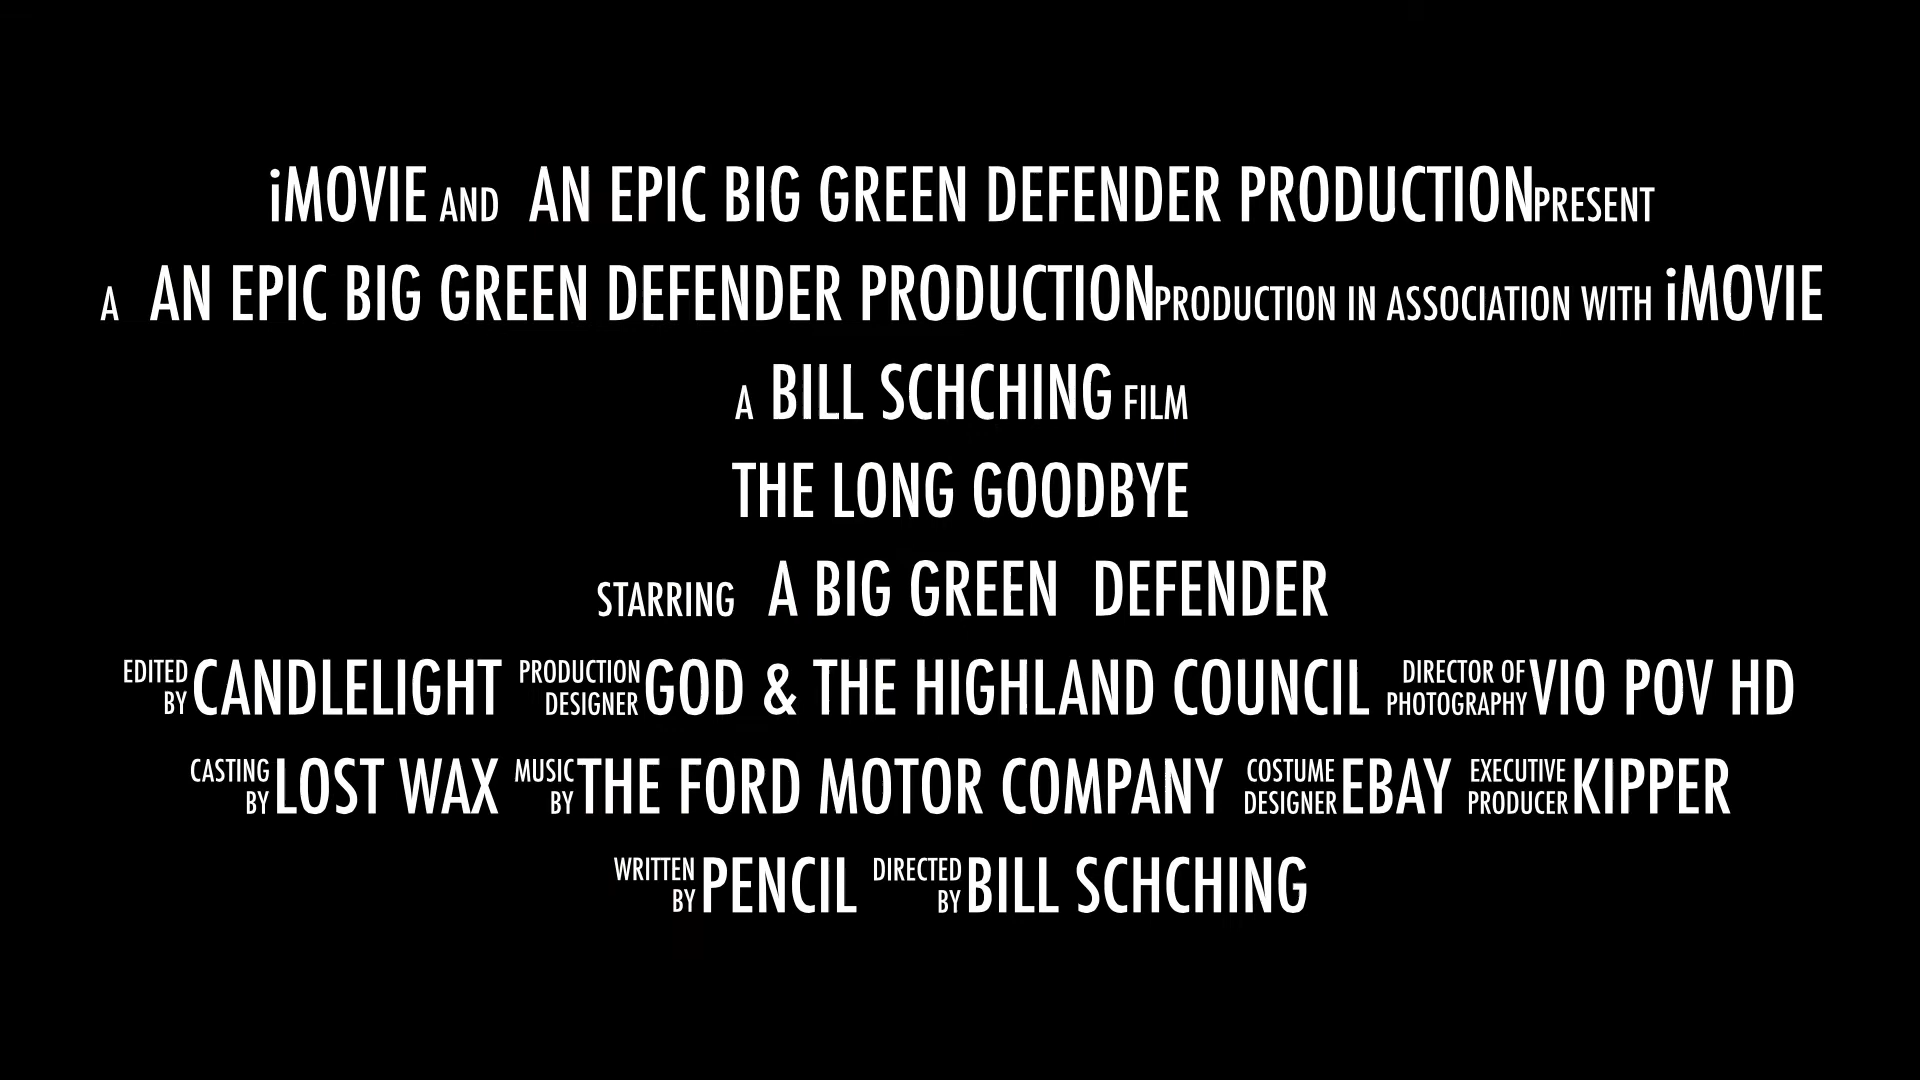 iMOVIE AND AN EPIC BIG GREEN DEFENDER PRODUCTIONPRESENT
A AN EPIC BIG GREEN DEFENDER PRODUCTIONPRODUCTION IN ASSOCIATION WITH iMOVIE
A BILL SCHCHING FILM
THE LONG GOODBYE
STARRING A BIG GREEN DEFENDER
EDITED BY CANDLELIGHT PRODUCTION DESIGNER GOD & THE HIGHLAND COUNCIL DIRECTOR OF PHOTOGRAPHY VIO POV HD
CASTING BY LOST WAX MUSIC BY THE FORD MOTOR COMPANY COSTUME DESIGNER EBAY EXECUTIVE PRODUCER KIPPER
WRITTEN BY PENCIL DIRECTED BY BILL SCHCHING